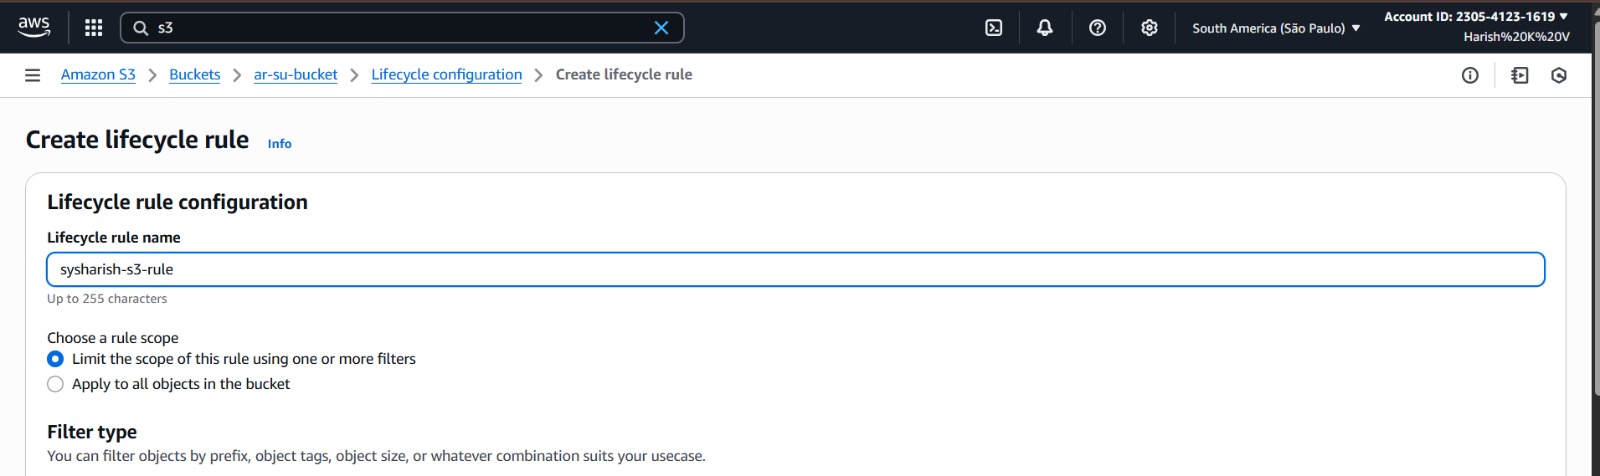 aws
s3
South America (São Paulo) ▼
Account ID: 2305-4123-1619 ▼
Harish%20K%20V
Amazon S3 > Buckets > ar-su-bucket > Lifecycle configuration > Create lifecycle rule
Create lifecycle rule Info
Lifecycle rule configuration
Lifecycle rule name
sysharish-s3-rule
Up to 255 characters
Choose a rule scope
Limit the scope of this rule using one or more filters
Apply to all objects in the bucket
Filter type
You can filter objects by prefix, object tags, object size, or whatever combination suits your usecase.